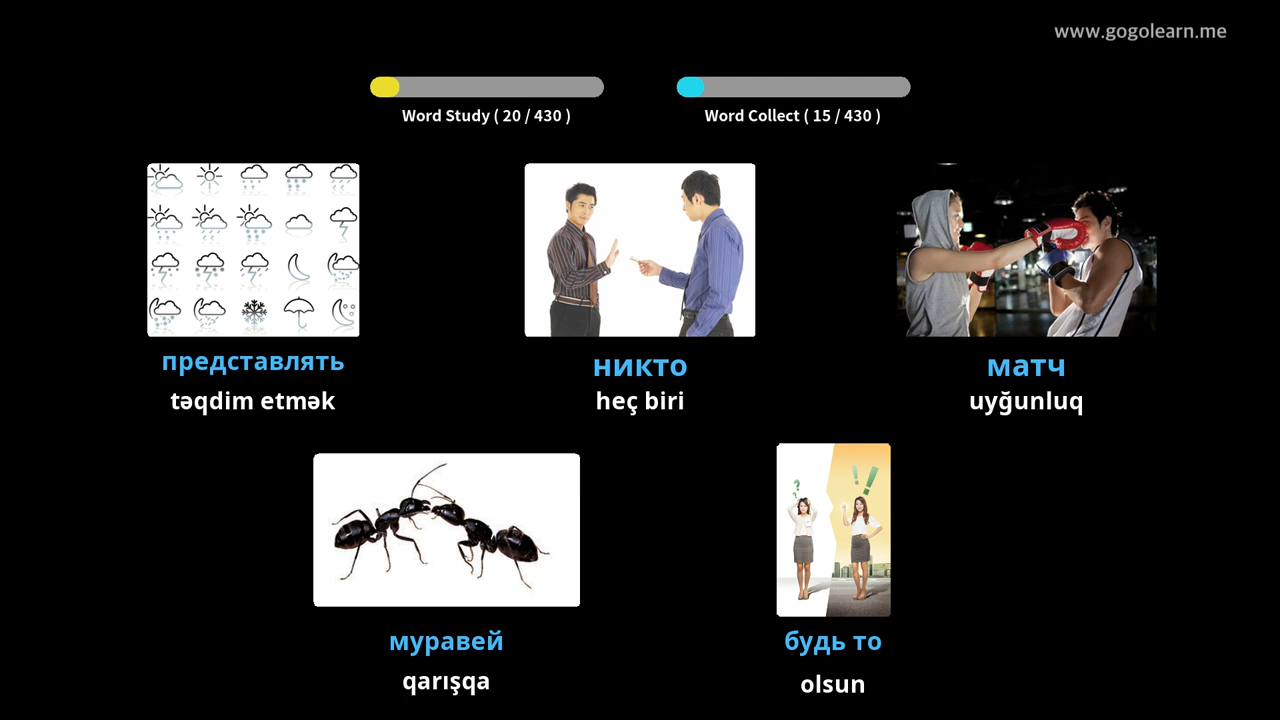 www.gogolearn.me
Word Study ( 20 / 430 )
Word Collect ( 15 / 430 )
представлять
təqdim etmək
никто
heç biri
матч
uyğunluq
муравей
qarışqa
будь то
olsun